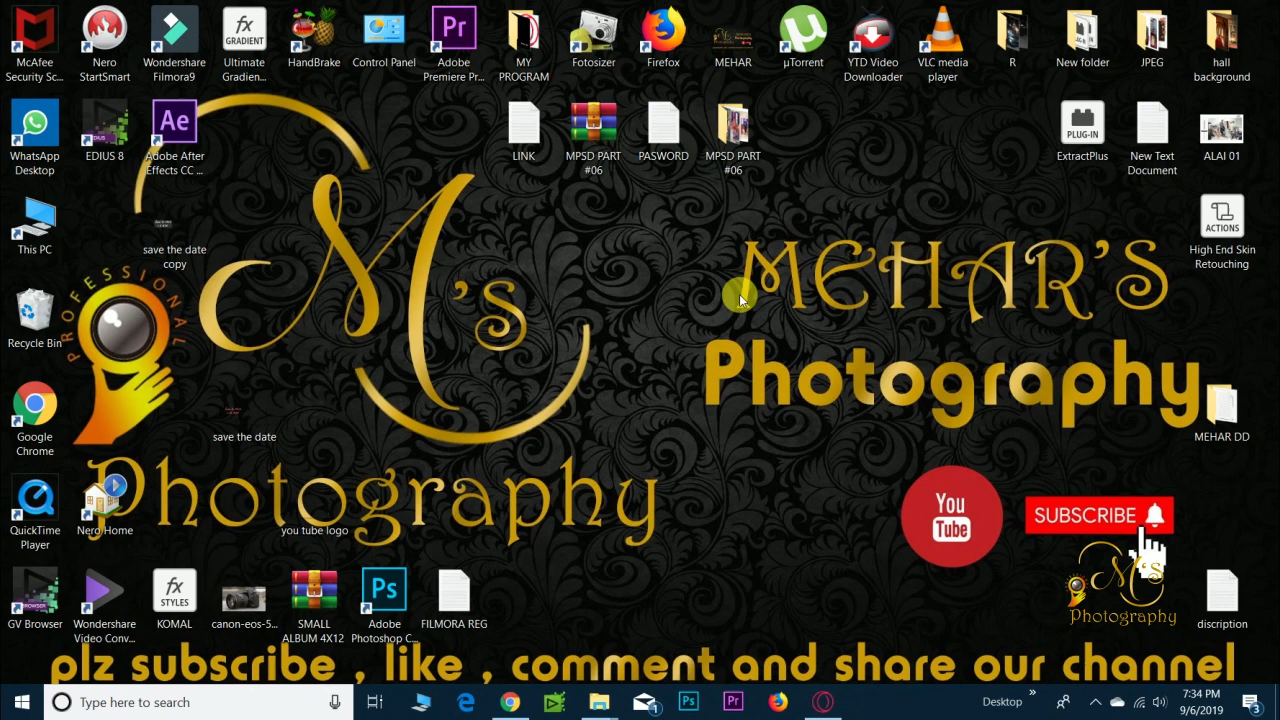 McAfee
Security Sc...
Nero
StartSmart
Wondershare
Filmora9
fx
GRADIENT
Ultimate
Gradien...
HandBrake
Control Panel
Pr
Adobe
Premiere Pr...
MY
PROGRAM
Fotosizer
Firefox
MEHAR
µTorrent
YTD Video
Downloader
VLC media
player
R
New folder
JPEG
hall
background
WhatsApp
Desktop
EDIUS 8
Ae
Adobe After
Effects CC ...
LINK
MPSD PART
#06
PASWORD
MPSD PART
#06
PLUG-IN
ExtractPlus
New Text
Document
ALAI 01
This PC
save the date
copy
ACTIONS
High End Skin
Retouching
PROFESSIONAL
M's
MEHAR'S
Photography
Recycle Bin
Google
Chrome
save the date
MEHAR DD
Photography
QuickTime
Player
Nero Home
you tube logo
You
Tube
SUBSCRIBE
M's
Photography
BROWSER
GV Browser
Wondershare
Video Conv...
fx
STYLES
KOMAL
canon-eos-5...
SMALL
ALBUM 4X12
Ps
Adobe
Photoshop C...
FILMORA REG
discription
plz subscribe , like , comment and share our channel
Type here to search
1
Ps
Pr
Desktop
7:34 PM
9/6/2019
3